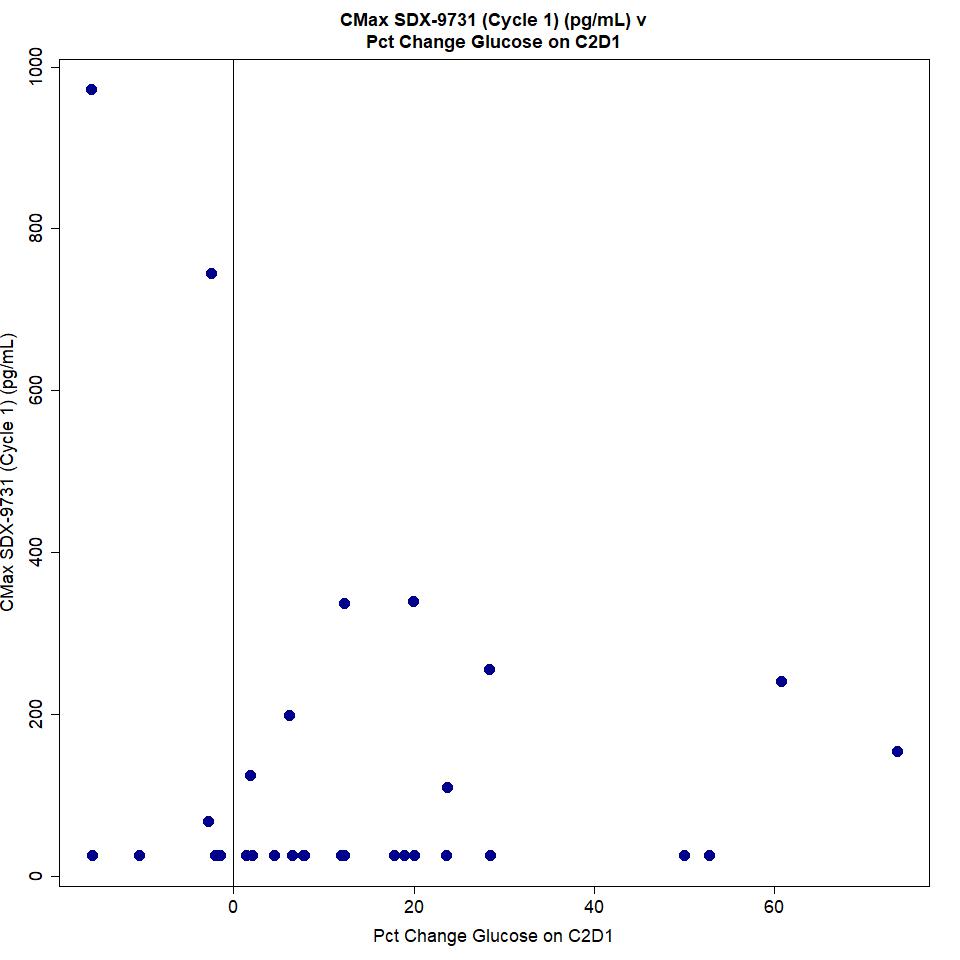 CMax SDX-9731 (Cycle 1) (pg/mL) v
Pct Change Glucose on C2D1
1000
800
600
400
200
0
CMax SDX-9731 (Cycle 1) (pg/mL)
0 20 40 60
Pct Change Glucose on C2D1